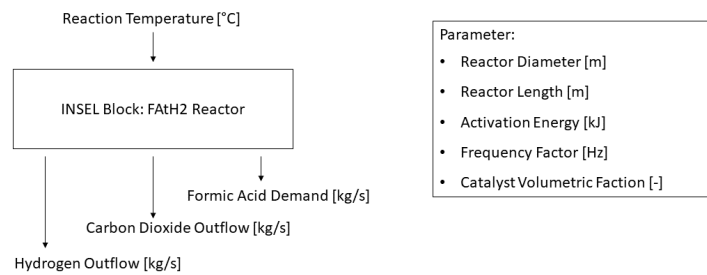 Reaction Temperature [°C]
INSEL Block: FAtH2 Reactor
Formic Acid Demand [kg/s]
Carbon Dioxide Outflow [kg/s]
Hydrogen Outflow [kg/s]
Parameter:
• Reactor Diameter [m]
• Reactor Length [m]
• Activation Energy [kJ]
• Frequency Factor [Hz]
• Catalyst Volumetric Faction [-]